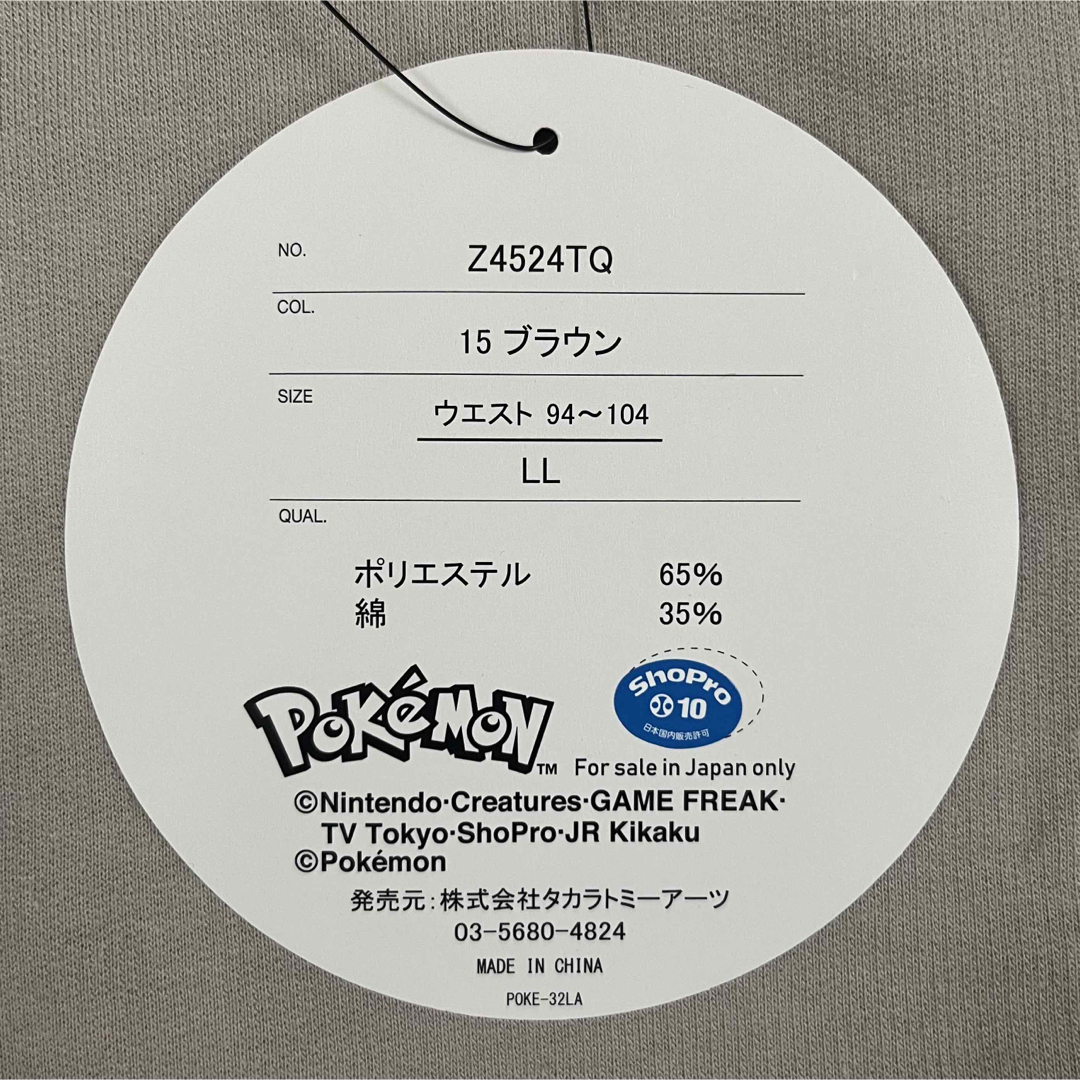 NO. Z4524TQ
COL.
15 ブラウン
SIZE
ウエスト 94～104
LL
QUAL.
ポリエステル 65%
綿 35%
ShoPro
10
日本国内販売許可
POKéMON
TM For sale in Japan only
©Nintendo･Creatures･GAME FREAK･
TV Tokyo･ShoPro･JR Kikaku
©Pokémon
発売元:株式会社タカラトミーアーツ
03-5680-4824
MADE IN CHINA
POKE-32LA